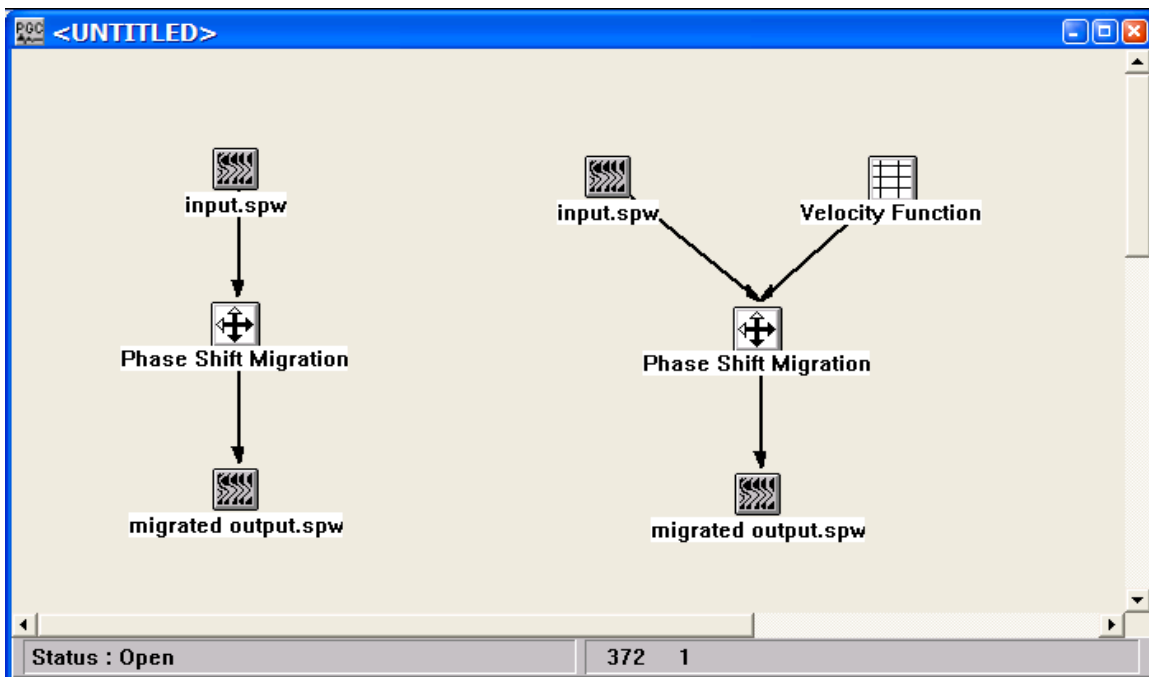 PGC <UNTITLED>
input.spw
Phase Shift Migration
migrated output.spw
input.spw
Velocity Function
Phase Shift Migration
migrated output.spw
Status : Open
372 1